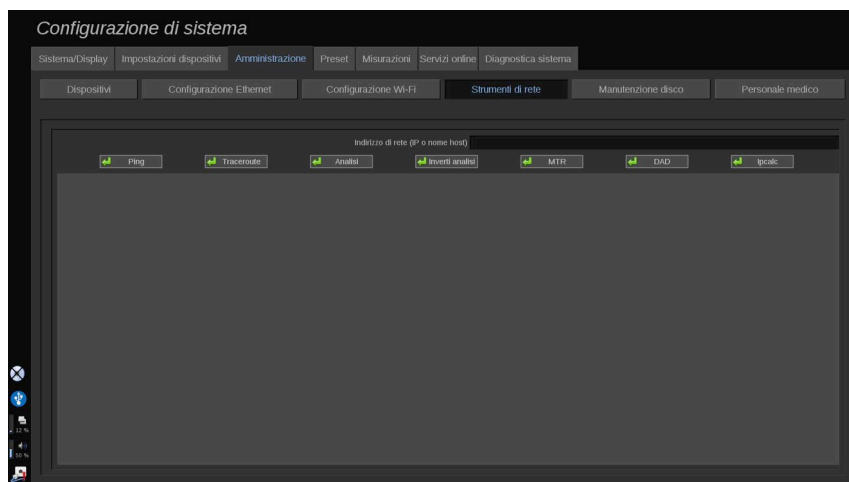 Configurazione di sistema
Sistema/Display Impostazioni dispositivi Amministrazione Preset Misurazioni Servizi online Diagnostica sistema
Dispositivi Configurazione Ethernet Configurazione Wi-Fi Strumenti di rete Manutenzione disco Personale medico
Indirizzo di rete (IP o nome host)
Ping Traceroute Analisi Inverti analisi MTR DAD Ipcalc
12 %
50 %